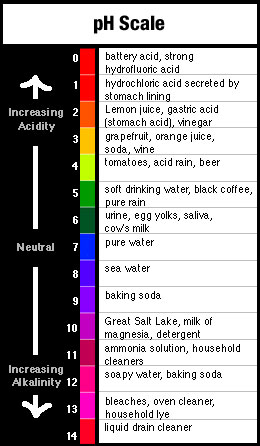 pH Scale
0 battery acid, strong
hydrofluoric acid
1 hydrochloric acid secreted by
stomach lining
Increasing
Acidity
2 Lemon juice, gastric acid
(stomach acid), vinegar
3 grapefruit, orange juice,
soda, wine
4 tomatoes, acid rain, beer
5 soft drinking water, black coffee,
pure rain
6 urine, egg yolks, saliva,
cow's milk
Neutral
7 pure water
8 sea water
9 baking soda
10 Great Salt Lake, milk of
magnesia, detergent
11 ammonia solution, household
cleaners
Increasing
Alkalinity
12 soapy water, baking soda
13 bleaches, oven cleaner,
household lye
14 liquid drain cleaner